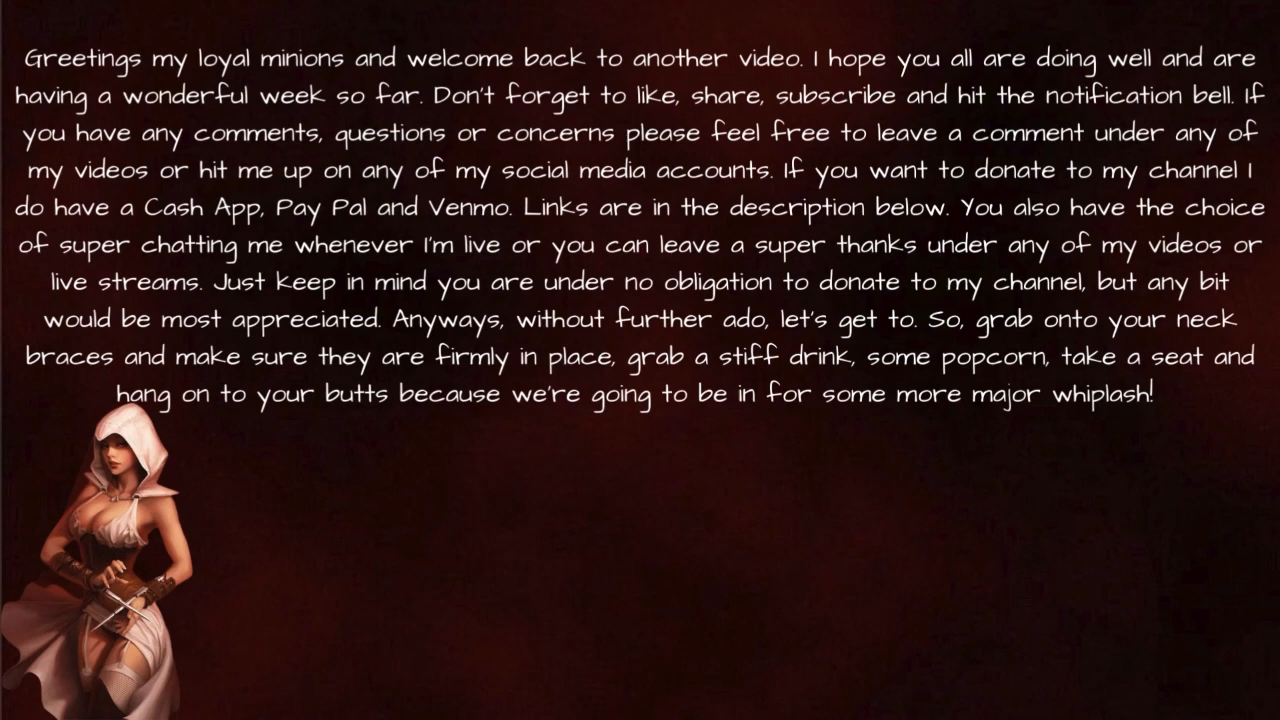 Greetings my loyal minions and welcome back to another video. I hope you all are doing well and are
having a wonderful week so far. Don't forget to like, share, subscribe and hit the notification bell. If
you have any comments, questions or concerns please feel free to leave a comment under any of
my videos or hit me up on any of my social media accounts. If you want to donate to my channel I
do have a Cash App, Pay Pal and Venmo. Links are in the description below. You also have the choice
of super chatting me whenever I'm live or you can leave a super thanks under any of my videos or
live streams. Just keep in mind you are under no obligation to donate to my channel, but any bit
would be most appreciated. Anyways, without further ado, let's get to. So, grab onto your neck
braces and make sure they are firmly in place, grab a stiff drink, some popcorn, take a seat and
hang on to your butts because we're going to be in for some more major whiplash!